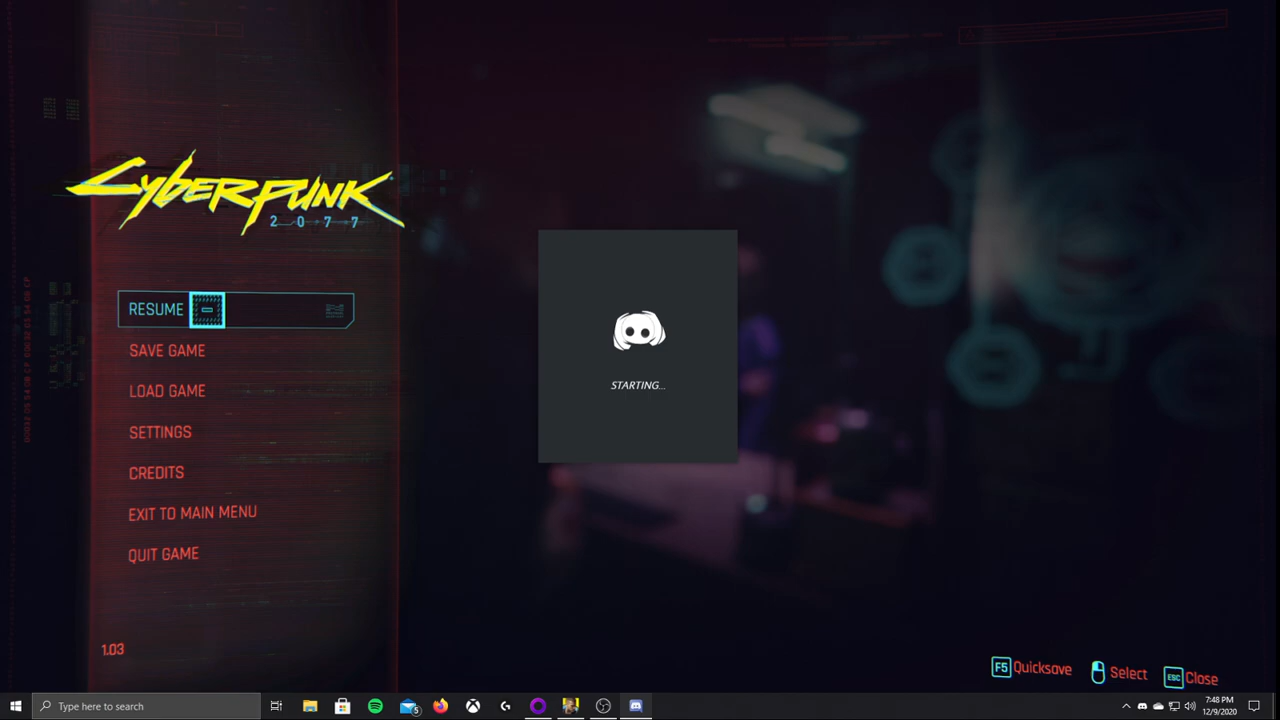 CYBERPUNK
2077
RESUME
SAVE GAME
LOAD GAME
SETTINGS
CREDITS
EXIT TO MAIN MENU
QUIT GAME
1.03
STARTING...
F5 Quicksave
Select
ESC Close
Type here to search
5
7:48 PM
12/9/2020